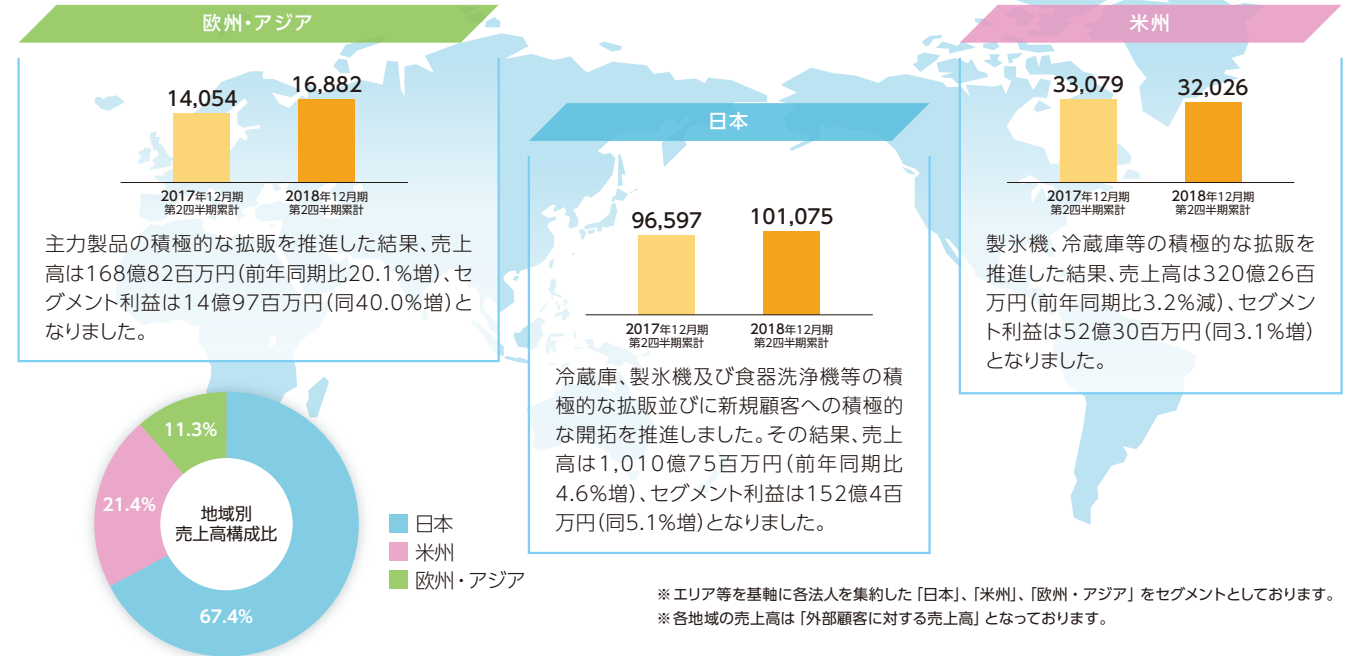 欧州・アジア
14,054
16,882
2017年12月期
第2四半期累計
2018年12月期
第2四半期累計
主力製品の積極的な拡販を推進した結果、売上
高は168億82百万円(前年同期比20.1%増)、セ
グメント利益は14億97百万円(同40.0%増)と
なりました。
日本
96,597
101,075
2017年12月期
第2四半期累計
2018年12月期
第2四半期累計
冷蔵庫、製氷機及び食器洗浄機等の積
極的な拡販並びに新規顧客への積極的
な開拓を推進しました。その結果、売上
高は1,010億75百万円(前年同期比
4.6%増)、セグメント利益は152億4百
万円(同5.1%増)となりました。
米州
33,079
32,026
2017年12月期
第2四半期累計
2018年12月期
第2四半期累計
製氷機、冷蔵庫等の積極的な拡販を
推進した結果、売上高は320億26百
万円(前年同期比3.2%減)、セグメン
ト利益は52億30百万円(同3.1%増)
となりました。
11.3%
21.4%
67.4%
地域別
売上高構成比
日本
米州
欧州・アジア
※エリア等を基軸に各法人を集約した「日本」、「米州」、「欧州・アジア」をセグメントとしております。
※各地域の売上高は「外部顧客に対する売上高」となっております。